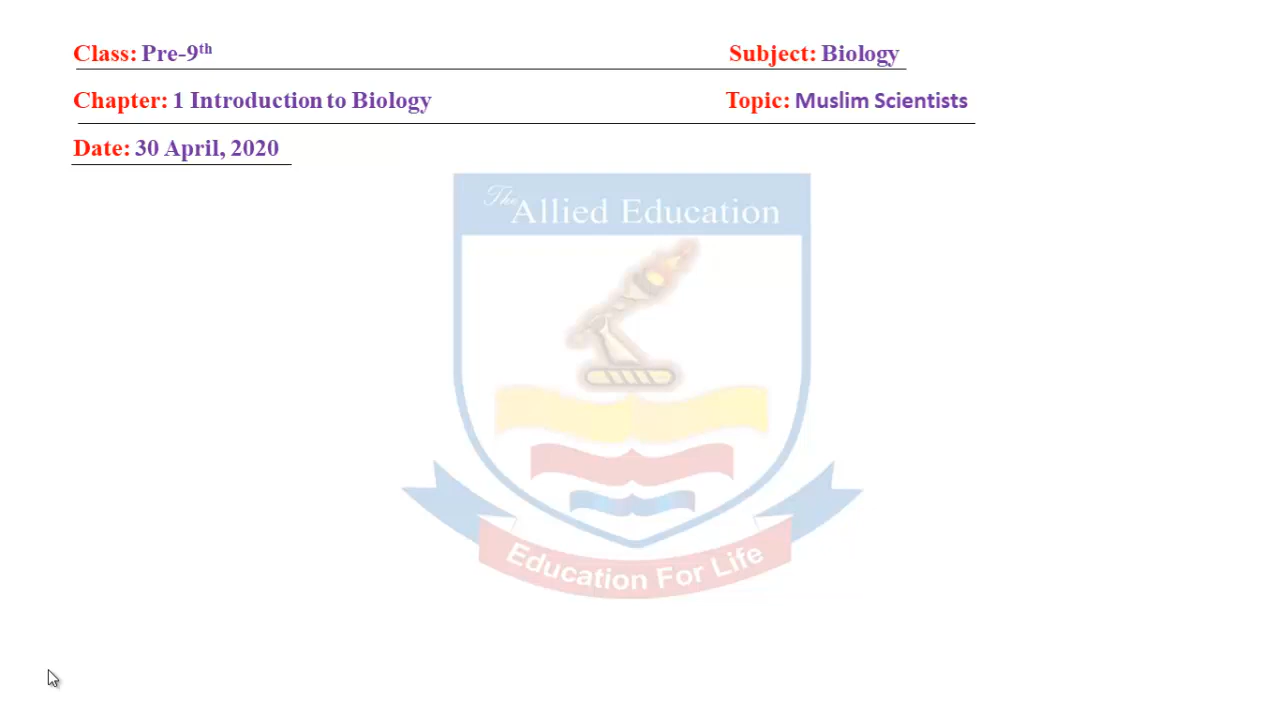 Class: Pre-9th Subject: Biology
Chapter: 1 Introduction to Biology Topic: Muslim Scientists
Date: 30 April, 2020
The
Allied Education
Education For Life